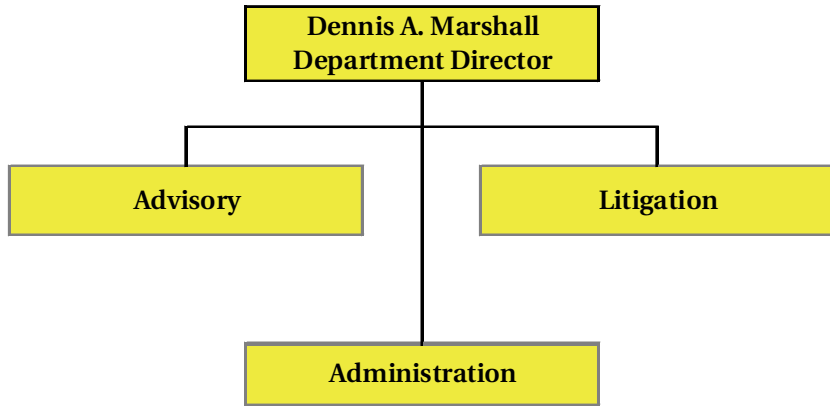 Dennis A. Marshall
Department Director
Advisory
Litigation
Administration